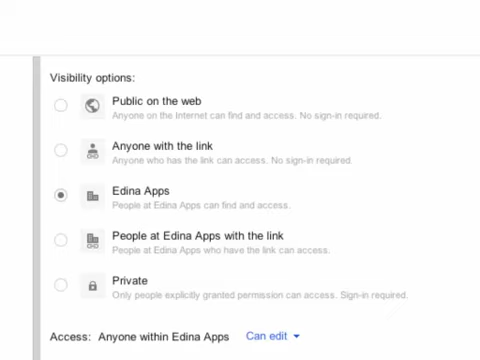 Visibility options:
Public on the web
Anyone on the Internet can find and access. No sign-in required.
Anyone with the link
Anyone who has the link can access. No sign-in required.
Edina Apps
People at Edina Apps can find and access.
People at Edina Apps with the link
People at Edina Apps who have the link can access.
Private
Only people explicitly granted permission can access. Sign-in required.
Access: Anyone within Edina Apps Can edit